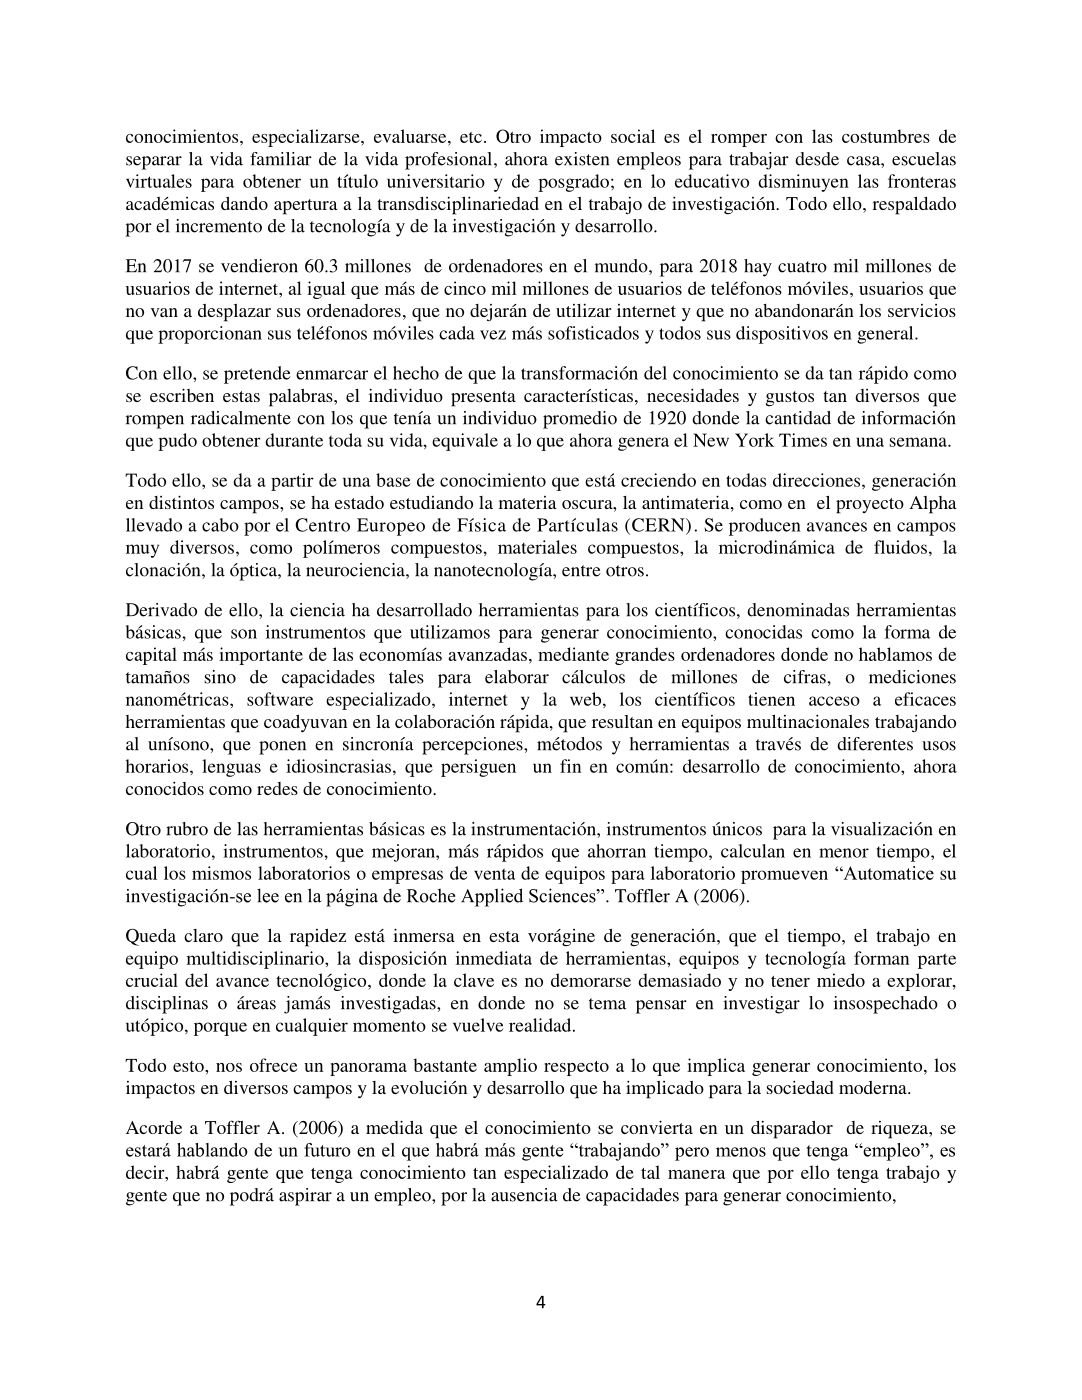 conocimientos, especializarse, evaluarse, etc. Otro impacto social es el romper con las costumbres de
separar la vida familiar de la vida profesional, ahora existen empleos para trabajar desde casa, escuelas
virtuales para obtener un título universitario y de posgrado; en lo educativo disminuyen las fronteras
académicas dando apertura a la transdisciplinariedad en el trabajo de investigación. Todo ello, respaldado
por el incremento de la tecnología y de la investigación y desarrollo.
En 2017 se vendieron 60.3 millones  de ordenadores en el mundo, para 2018 hay cuatro mil millones de
usuarios de internet, al igual que más de cinco mil millones de usuarios de teléfonos móviles, usuarios que
no van a desplazar sus ordenadores, que no dejarán de utilizar internet y que no abandonarán los servicios
que proporcionan sus teléfonos móviles cada vez más sofisticados y todos sus dispositivos en general.
Con ello, se pretende enmarcar el hecho de que la transformación del conocimiento se da tan rápido como
se escriben estas palabras, el individuo presenta características, necesidades y gustos tan diversos que
rompen radicalmente con los que tenía un individuo promedio de 1920 donde la cantidad de información
que pudo obtener durante toda su vida, equivale a lo que ahora genera el New York Times en una semana.
Todo ello, se da a partir de una base de conocimiento que está creciendo en todas direcciones, generación
en distintos campos, se ha estado estudiando la materia oscura, la antimateria, como en  el proyecto Alpha
llevado a cabo por el Centro Europeo de Física de Partículas (CERN). Se producen avances en campos
muy diversos, como polímeros compuestos, materiales compuestos, la microdinámica de fluidos, la
clonación, la óptica, la neurociencia, la nanotecnología, entre otros.
Derivado de ello, la ciencia ha desarrollado herramientas para los científicos, denominadas herramientas
básicas, que son instrumentos que utilizamos para generar conocimiento, conocidas como la forma de
capital más importante de las economías avanzadas, mediante grandes ordenadores donde no hablamos de
tamaños sino de capacidades tales para elaborar cálculos de millones de cifras, o mediciones
nanométricas, software especializado, internet y la web, los científicos tienen acceso a eficaces
herramientas que coadyuvan en la colaboración rápida, que resultan en equipos multinacionales trabajando
al unísono, que ponen en sincronía percepciones, métodos y herramientas a través de diferentes usos
horarios, lenguas e idiosincrasias, que persiguen  un fin en común: desarrollo de conocimiento, ahora
conocidos como redes de conocimiento.
Otro rubro de las herramientas básicas es la instrumentación, instrumentos únicos  para la visualización en
laboratorio, instrumentos, que mejoran, más rápidos que ahorran tiempo, calculan en menor tiempo, el
cual los mismos laboratorios o empresas de venta de equipos para laboratorio promueven “Automatice su
investigación-se lee en la página de Roche Applied Sciences”. Toffler A (2006).
Queda claro que la rapidez está inmersa en esta vorágine de generación, que el tiempo, el trabajo en
equipo multidisciplinario, la disposición inmediata de herramientas, equipos y tecnología forman parte
crucial del avance tecnológico, donde la clave es no demorarse demasiado y no tener miedo a explorar,
disciplinas o áreas jamás investigadas, en donde no se tema pensar en investigar lo insospechado o
utópico, porque en cualquier momento se vuelve realidad.
Todo esto, nos ofrece un panorama bastante amplio respecto a lo que implica generar conocimiento, los
impactos en diversos campos y la evolución y desarrollo que ha implicado para la sociedad moderna.
Acorde a Toffler A. (2006) a medida que el conocimiento se convierta en un disparador  de riqueza, se
estará hablando de un futuro en el que habrá más gente “trabajando” pero menos que tenga “empleo”, es
decir, habrá gente que tenga conocimiento tan especializado de tal manera que por ello tenga trabajo y
gente que no podrá aspirar a un empleo, por la ausencia de capacidades para generar conocimiento,
4